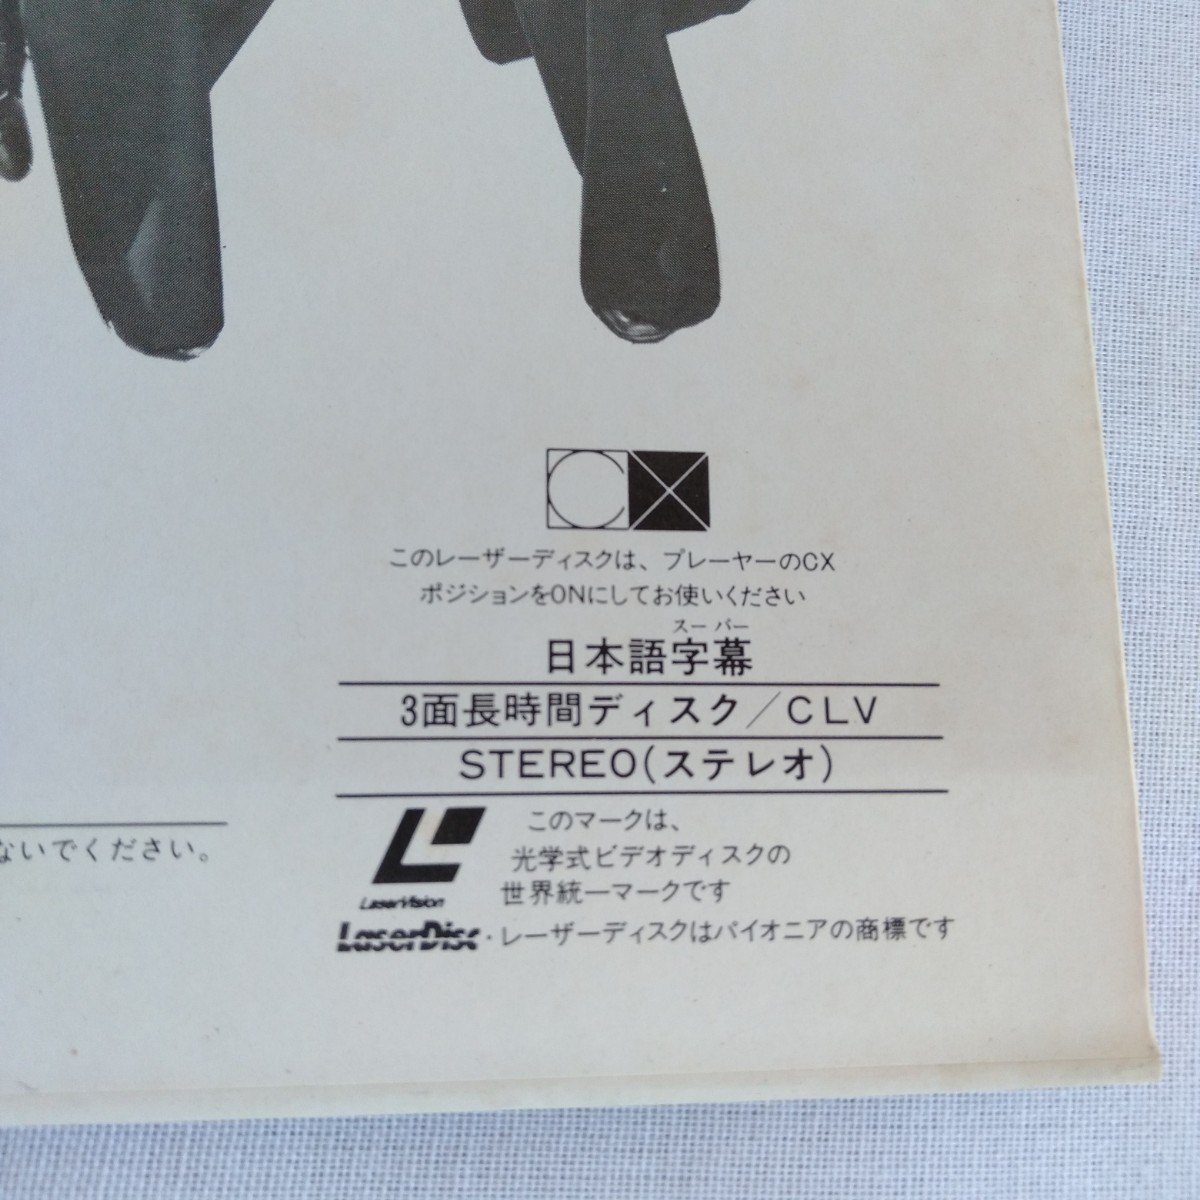 CX
このレーザーディスクは、プレーヤーのCX
ポジションをONにしてお使いください
スーパー
日本語字幕
3面長時間ディスク/CLV
STEREO(ステレオ)
ないでください。
このマークは、
光学式ビデオディスクの
世界統一マークです
LaserVision
LaserDisc・レーザーディスクはパイオニアの商標です